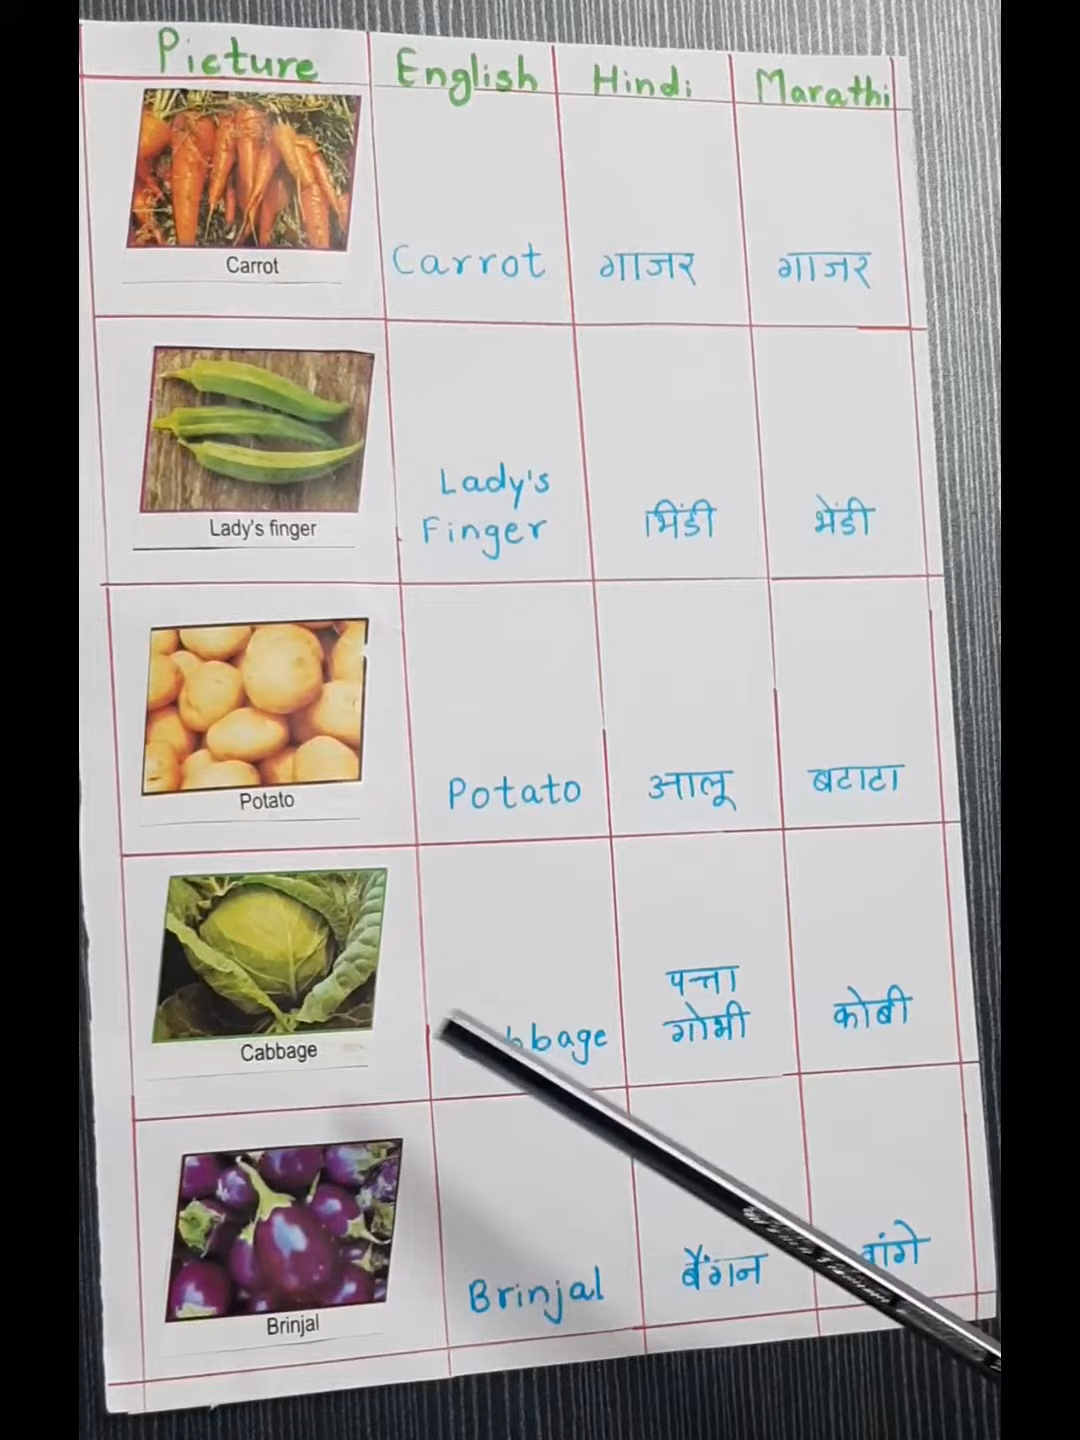 Picture English Hindi Marathi
Carrot
Carrot गाजर गाजर
Lady's finger
Lady's
Finger भिंडी भेंडी
Potato
Potato आलू बटाटा
Cabbage
पत्ता
गोभी कोबी
Brinjal
Brinjal बैंगन